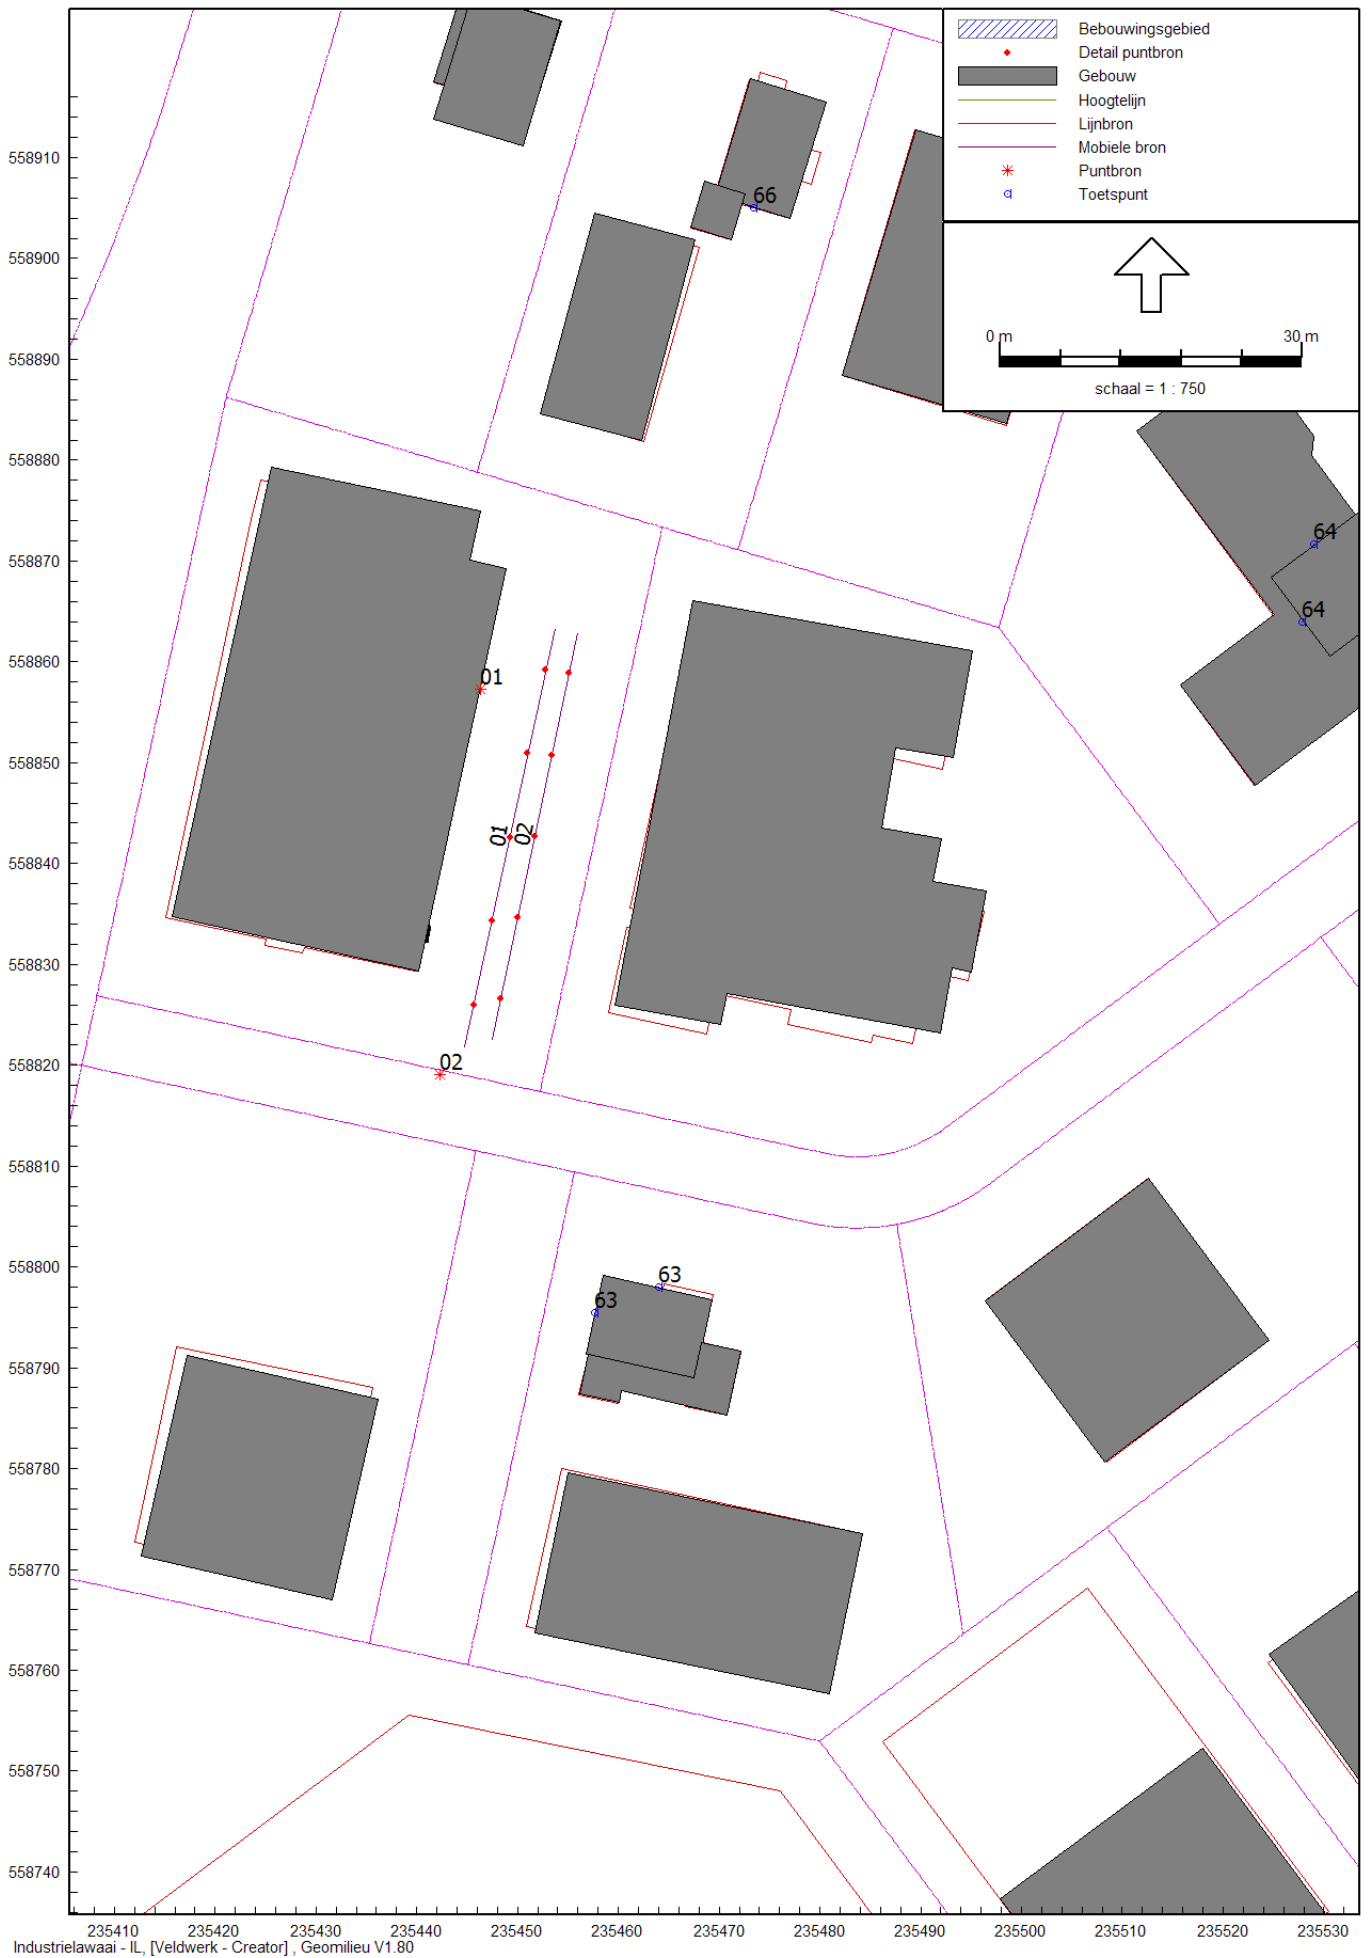 Bebouwingsgebied
Detail puntbron
Gebouw
Hoogtelijn
Lijnbron
Mobiele bron
Puntbron
Toetspunt
0 m 30 m
schaal = 1 : 750
558910
558900
558890
558880
558870
558860
558850
558840
558830
558820
558810
558800
558790
558780
558770
558760
558750
558740
66
64
64
01
01
02
02
63
63
235410 235420 235430 235440 235450 235460 235470 235480 235490 235500 235510 235520 235530
Industrielawaai - IL, [Veldwerk - Creator] , Geomilieu V1.80